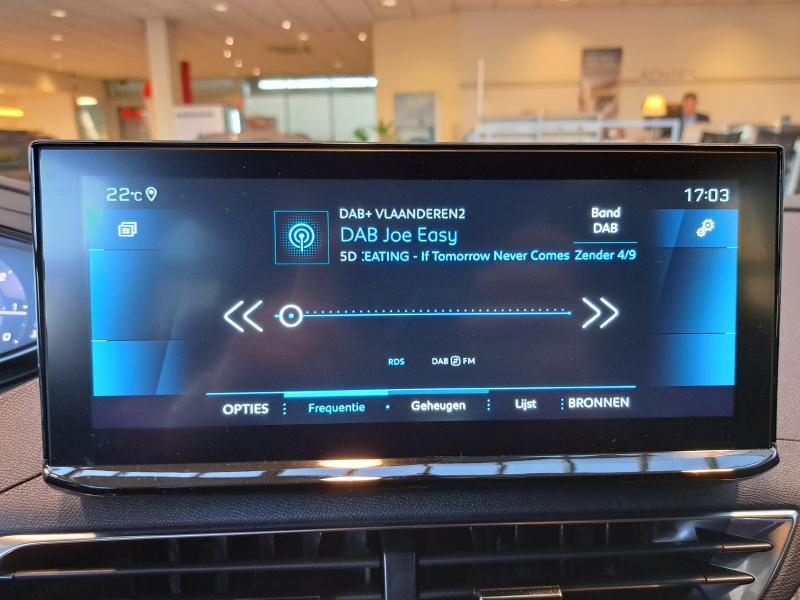 ADVIES
22°C
17:03
DAB+ VLAANDEREN2
DAB Joe Easy
5D :EATING - If Tomorrow Never Comes
Band
DAB
Zender 4/9
RDS
DAB FM
OPTIES
Frequentie
Geheugen
Lijst
BRONNEN